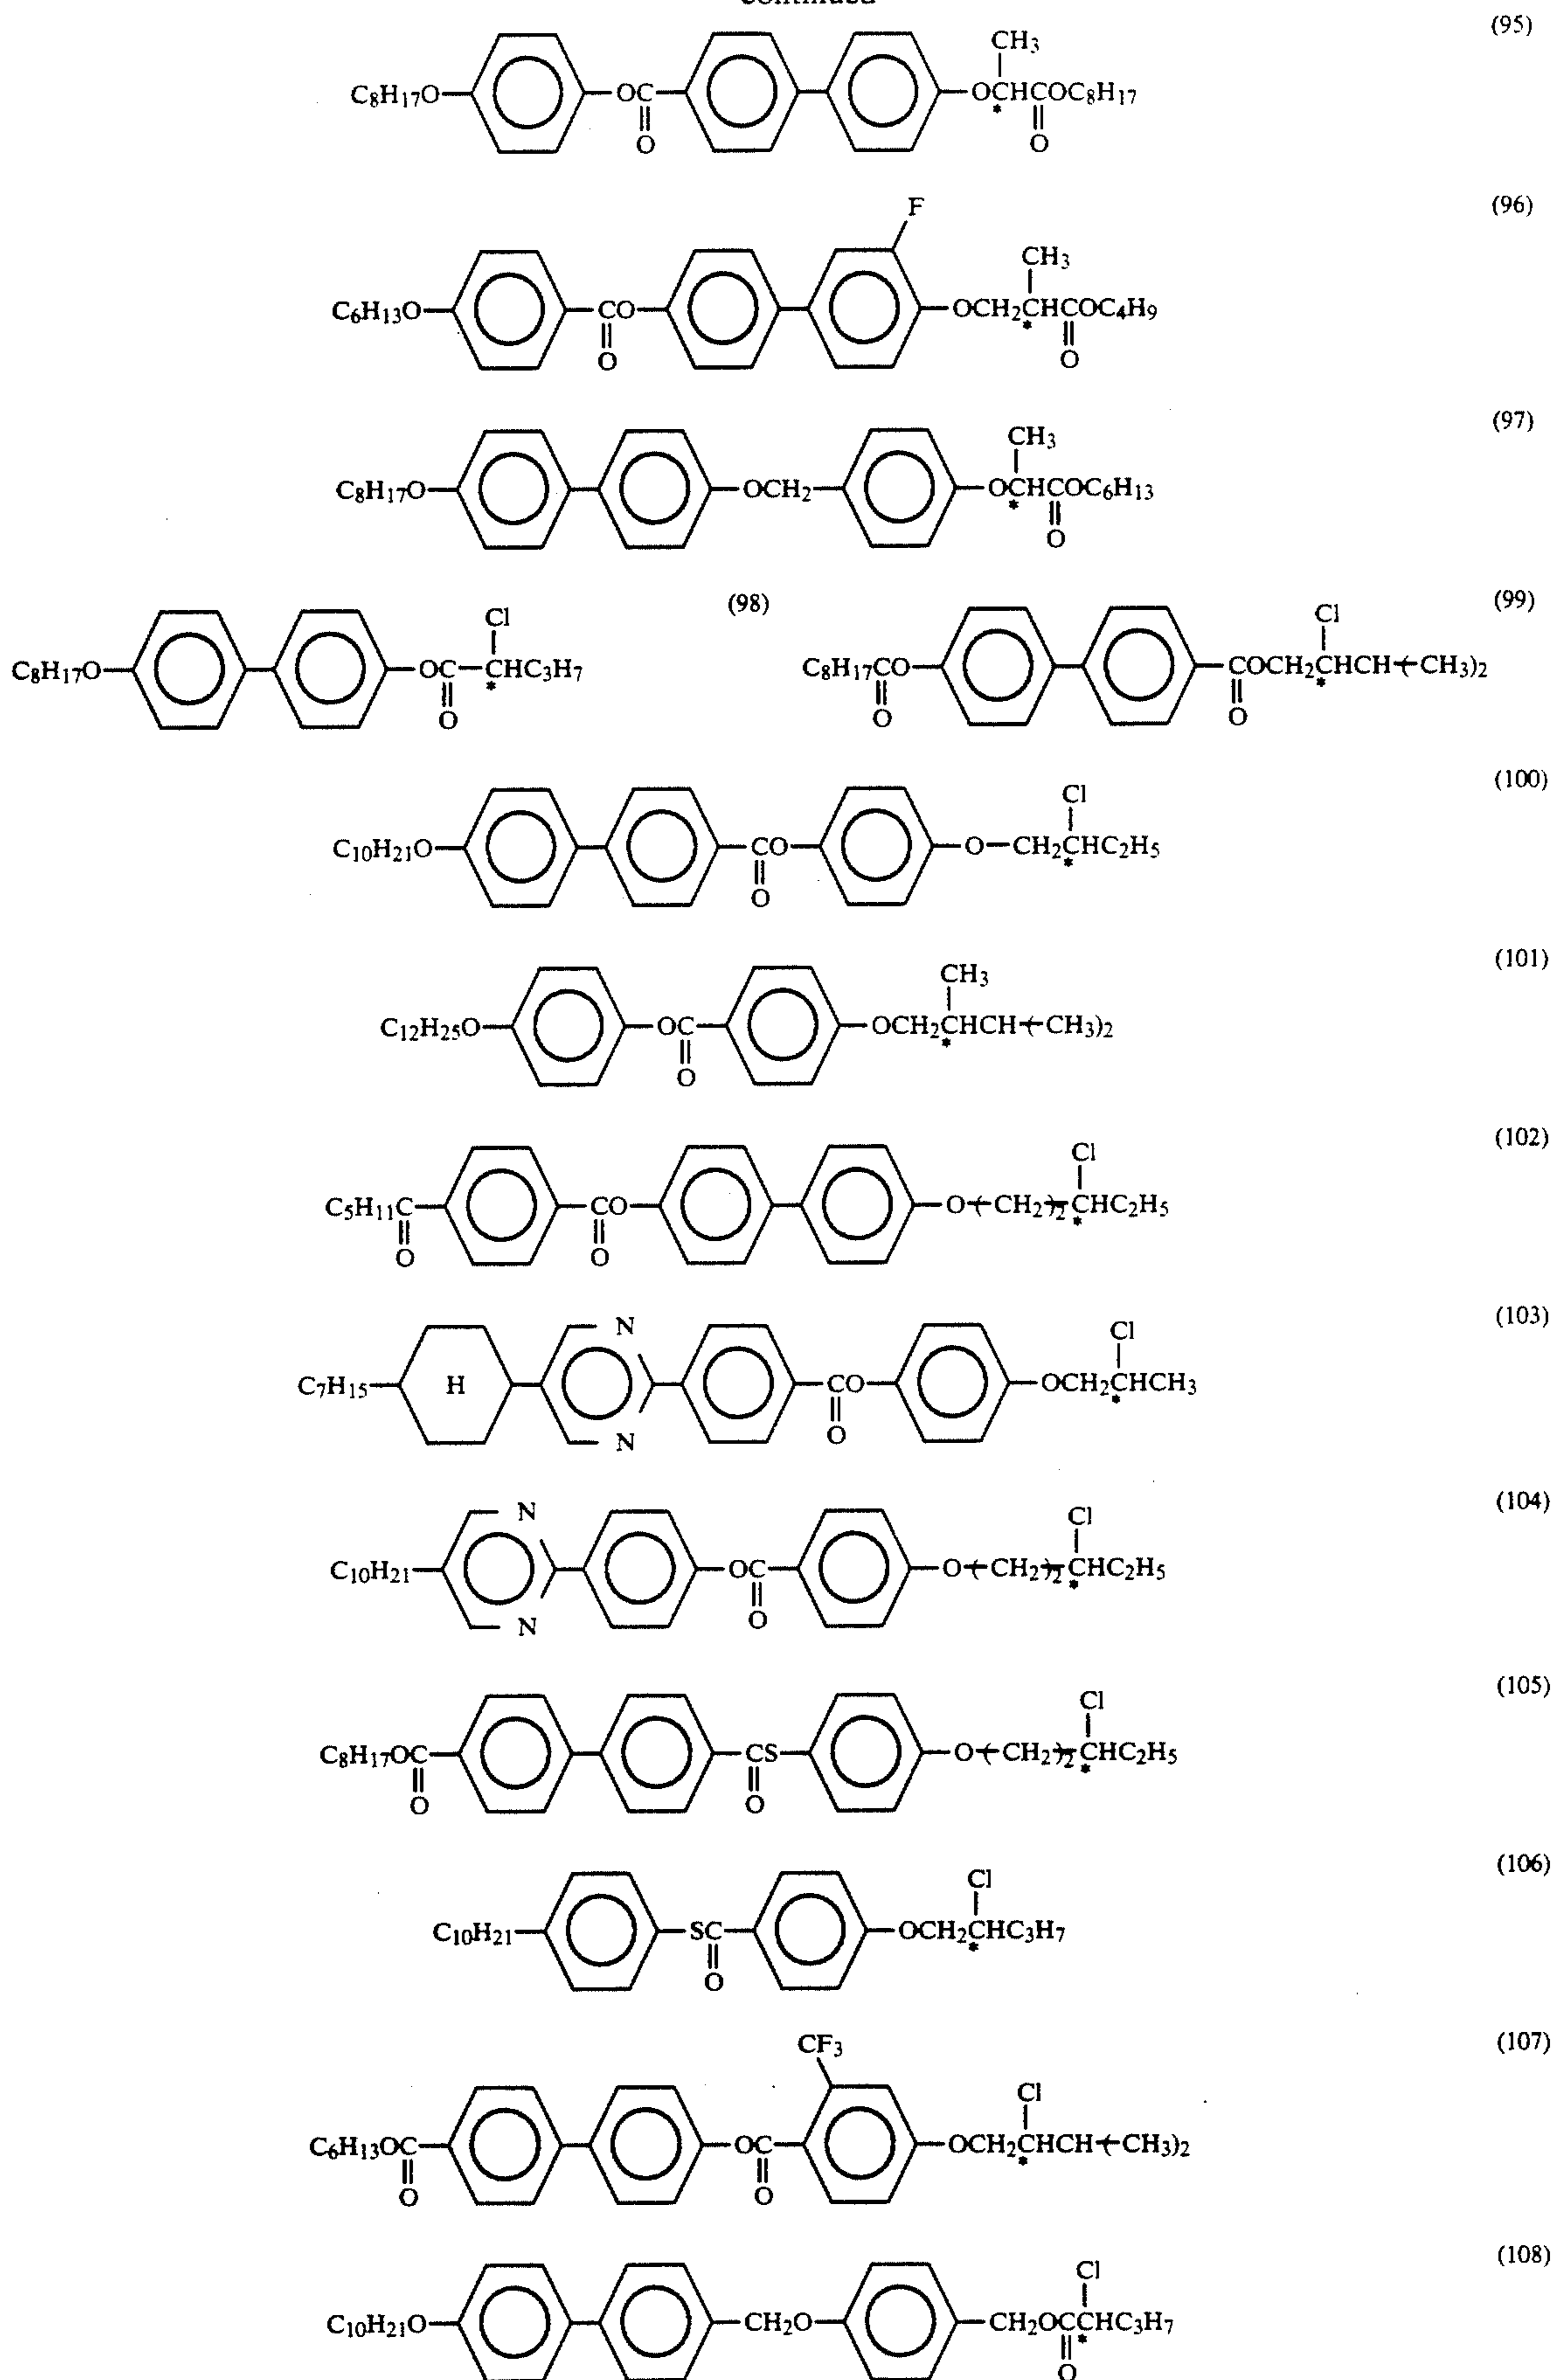 continued
(95)
CH3
C8H17O OC OCHCOC8H17
* O O
(96)
F
CH3
C6H13O CO OCH2CHCOC4H9
O * O
(97)
CH3
C8H17O OCH2 OCHCOC6H13
* O
(98)
Cl
C8H17O OC CHC3H7
O *
(99)
Cl
C8H17CO COCH2CHCH(CH3)2
O O *
(100)
Cl
C10H21O CO O CH2CHC2H5
O *
(101)
CH3
C12H25O OC OCH2CHCH(CH3)2
O *
(102)
Cl
C5H11C CO O(CH2)2CHC2H5
O O *
(103)
N Cl
C7H15 H CO OCH2CHCH3
N O *
(104)
N Cl
C10H21 OC O(CH2)2CHC2H5
N O *
(105)
Cl
C8H17OC CS O(CH2)2CHC2H5
O O *
(106)
Cl
C10H21 SC OCH2CHC3H7
O *
(107)
CF3
Cl
C6H13OC OC OCH2CHCH(CH3)2
O O *
(108)
Cl
C10H21O CH2O CH2OCCHC3H7
O *